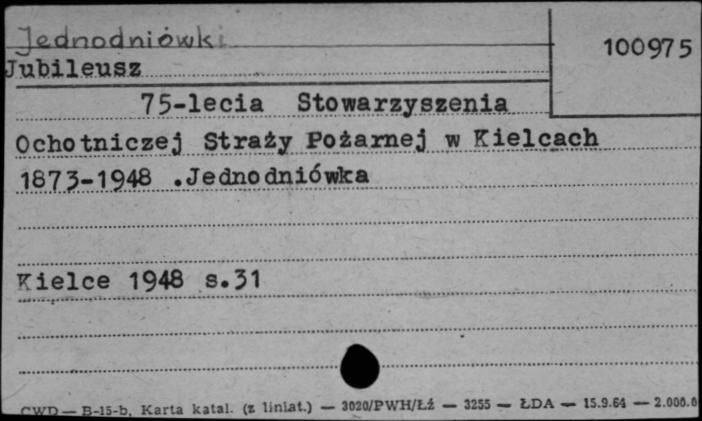 Jednodniówki
100975
Jubileusz
75-lecia Stowarzyszenia
Ochotniczej Straży Pożarnej w Kielcach
1873-1948 .Jednodniówka
Kielce 1948 s.31
CWD — B-15-b, Karta katal. (z liniat.) — 3020/PWH/Łż — 3255 — ŁDA — 15.9.64 — 2.000.0